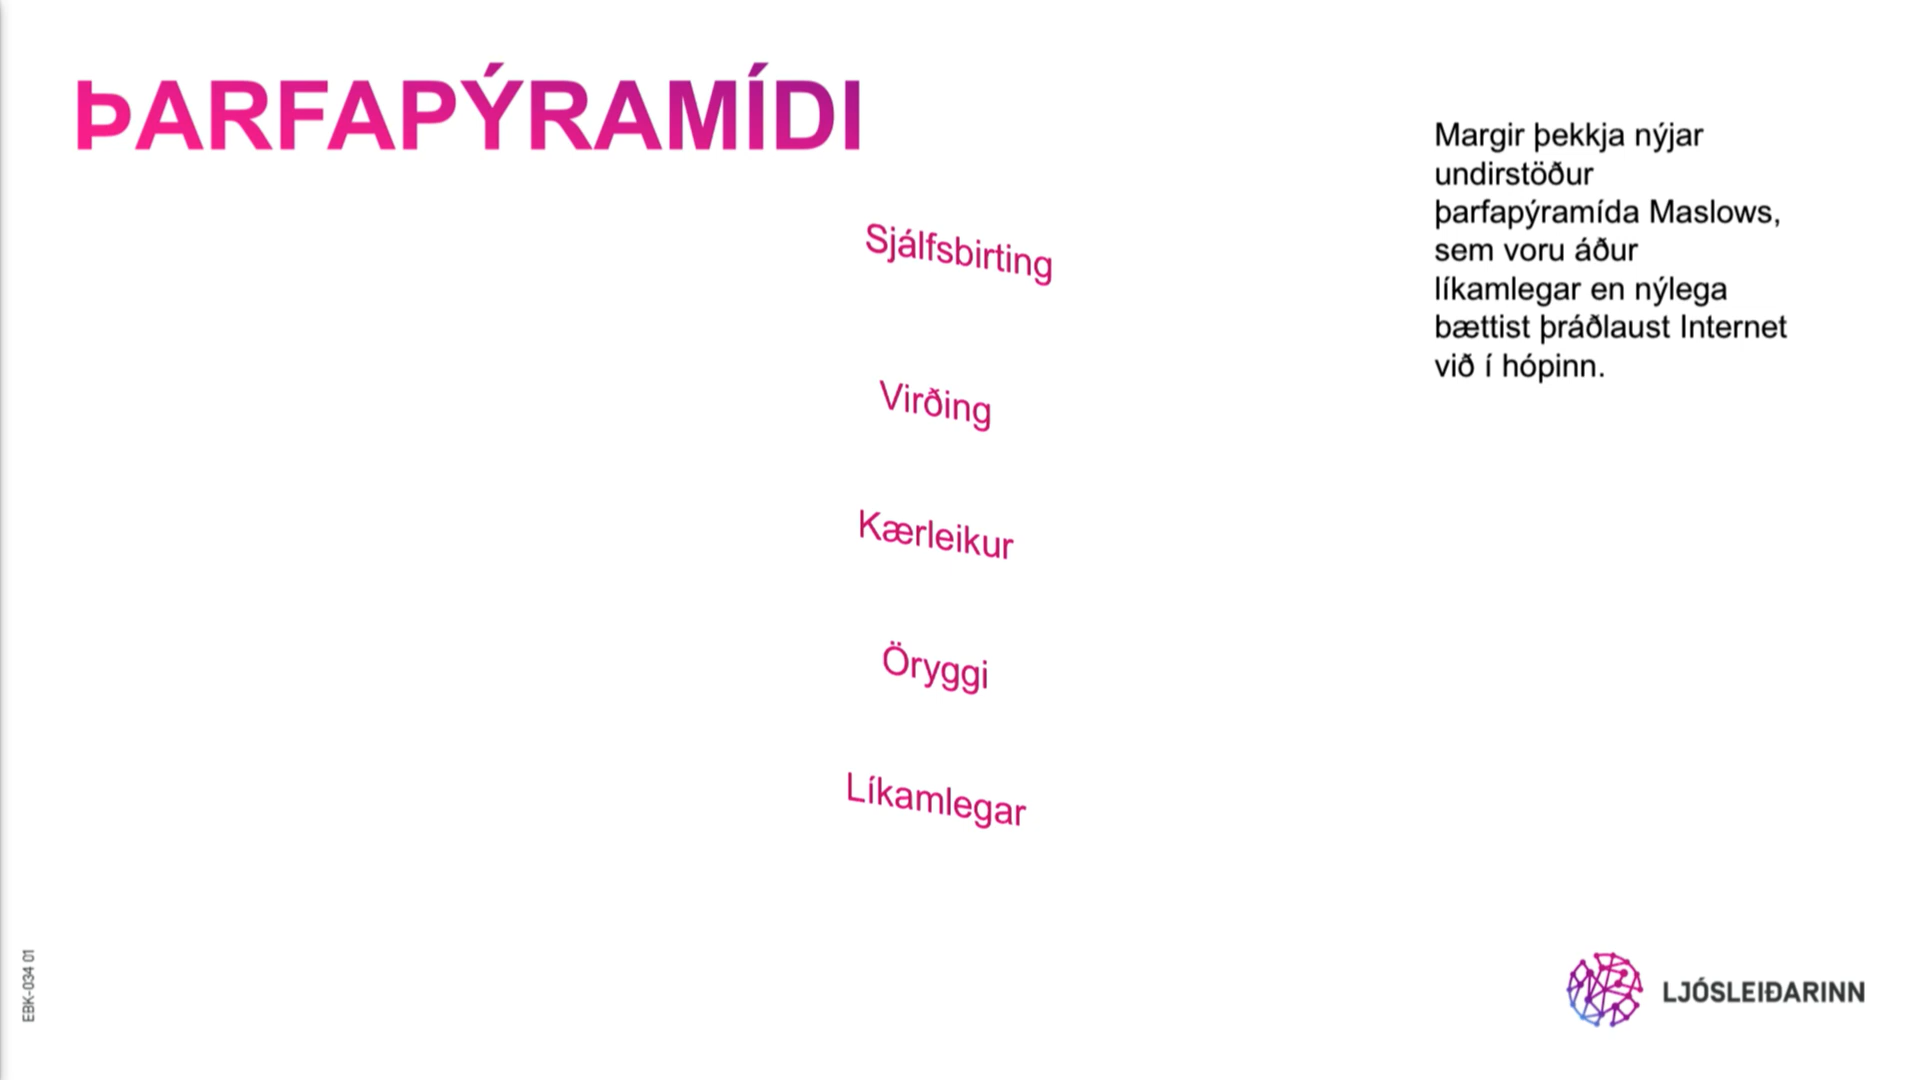 ÞARFAPÝRAMÍDI
Margir þekkja nýjar
undirstöður
þarfapýramída Maslows,
sem voru áður
líkamlegar en nýlega
bættist þráðlaust Internet
við í hópinn.
Sjálfsbirting
Virðing
Kærleikur
Öryggi
Líkamlegar
EBK-034 01
LJÓSLEIÐARINN